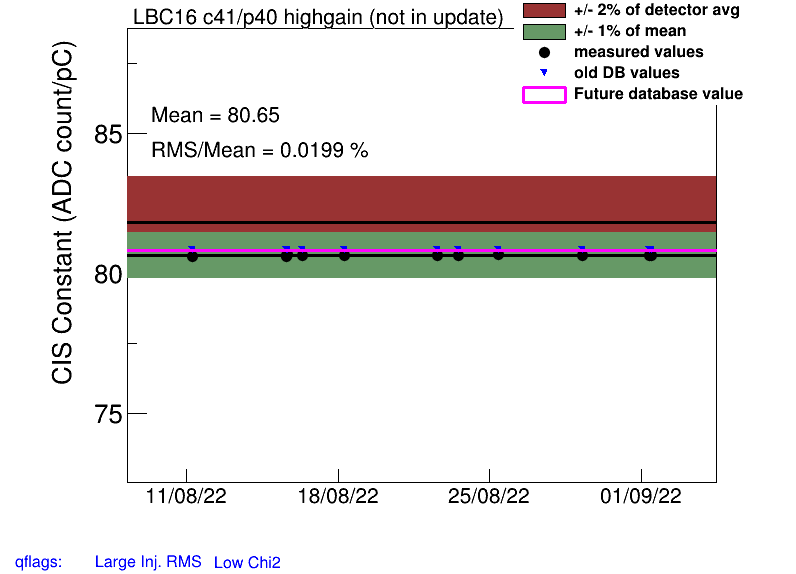 LBC16 c41/p40 highgain (not in update)
+/- 2% of detector avg
+/- 1% of mean
measured values
old DB values
Future database value
CIS Constant (ADC count/pC)
Mean = 80.65
RMS/Mean = 0.0199 %
85
80
75
11/08/22 18/08/22 25/08/22 01/09/22
qflags: Large Inj. RMS Low Chi2